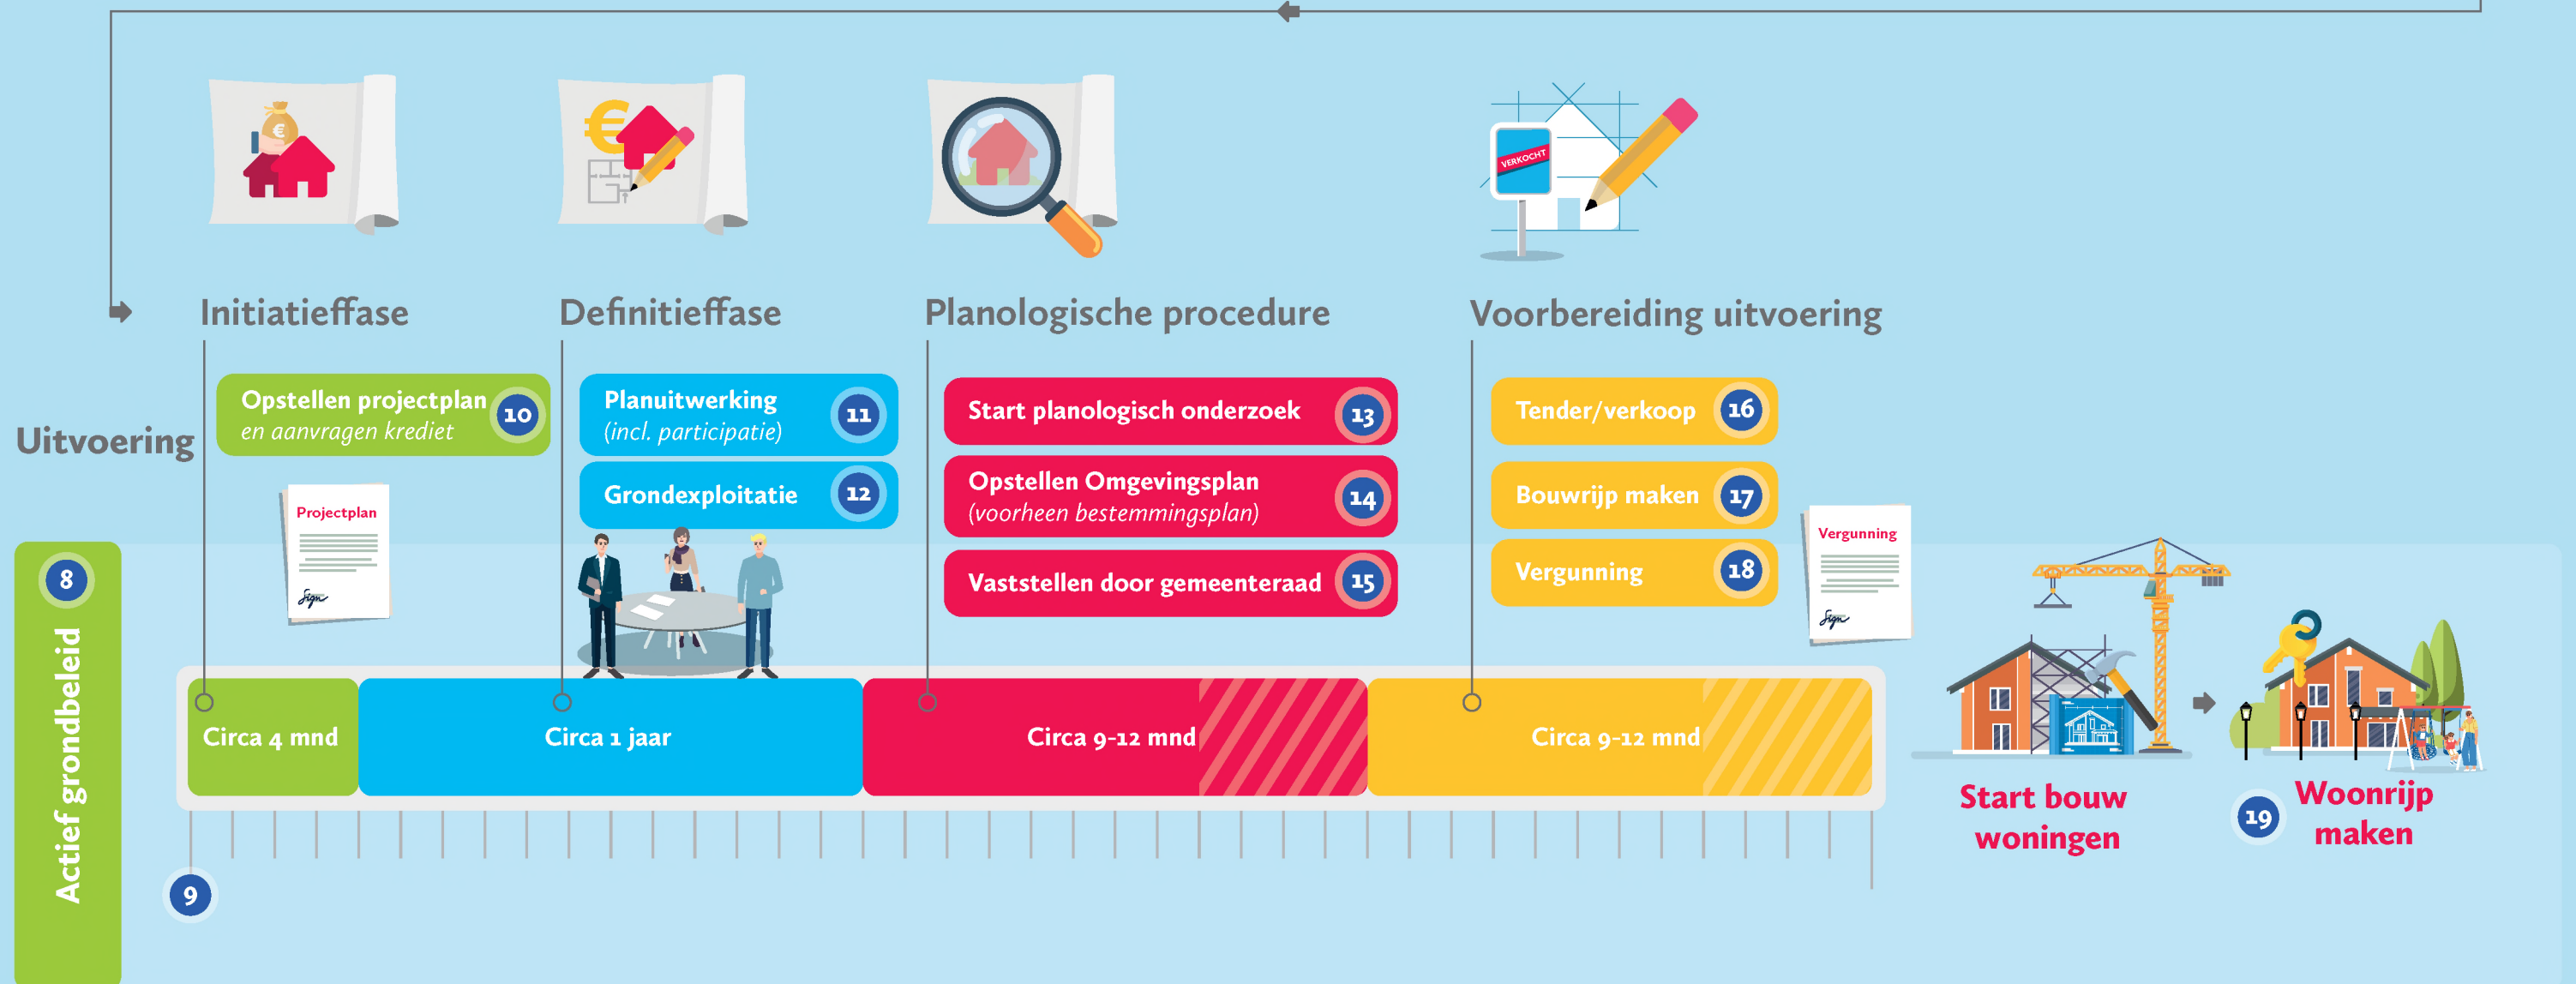 VERKOCHT
Initiatieffase
Definitieffase
Planologische procedure
Voorbereiding uitvoering
Uitvoering
Opstellen projectplan
en aanvragen krediet
10
Planuitwerking
(incl. participatie)
11
Grondexploitatie
12
Start planologisch onderzoek
13
Opstellen Omgevingsplan
(voorheen bestemmingsplan)
14
Vaststellen door gemeenteraad
15
Tender/verkoop
16
Bouwrijp maken
17
Vergunning
18
Projectplan
Sign
Vergunning
Sign
8
Actief grondbeleid
Circa 4 mnd
Circa 1 jaar
Circa 9-12 mnd
Circa 9-12 mnd
9
Start bouw
woningen
19
Woonrijp
maken